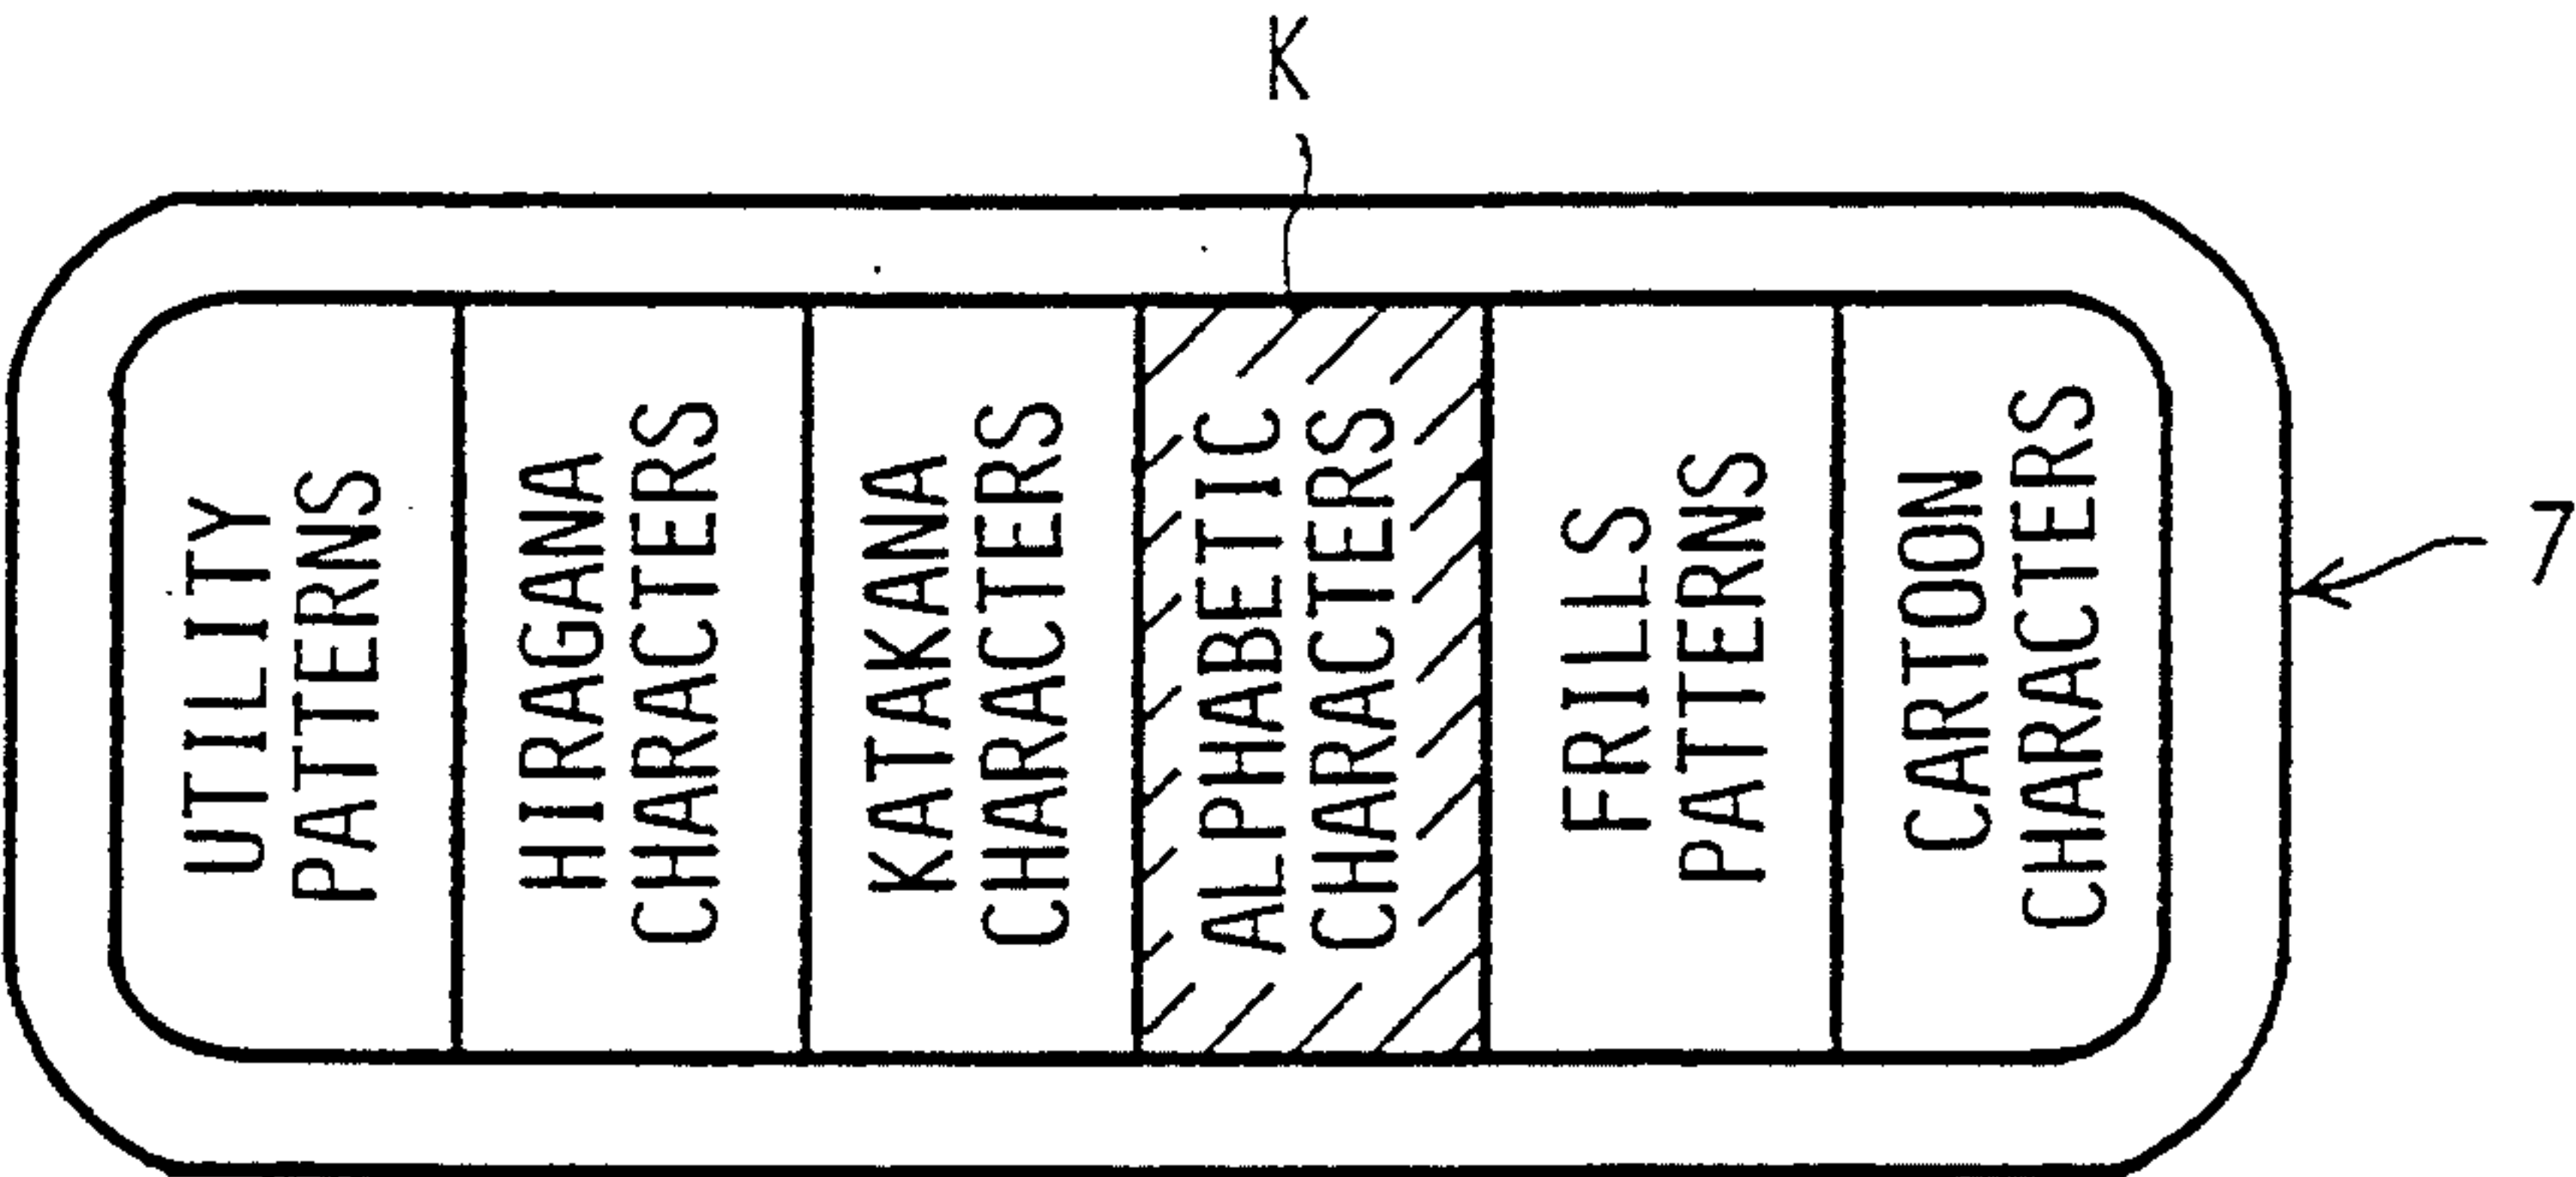 K
UTILITY
PATTERNS
HIRAGANA
CHARACTERS
KATAKANA
CHARACTERS
ALPHABETIC
CHARACTERS
FRILLS
PATTERNS
CARTOON
CHARACTERS
7